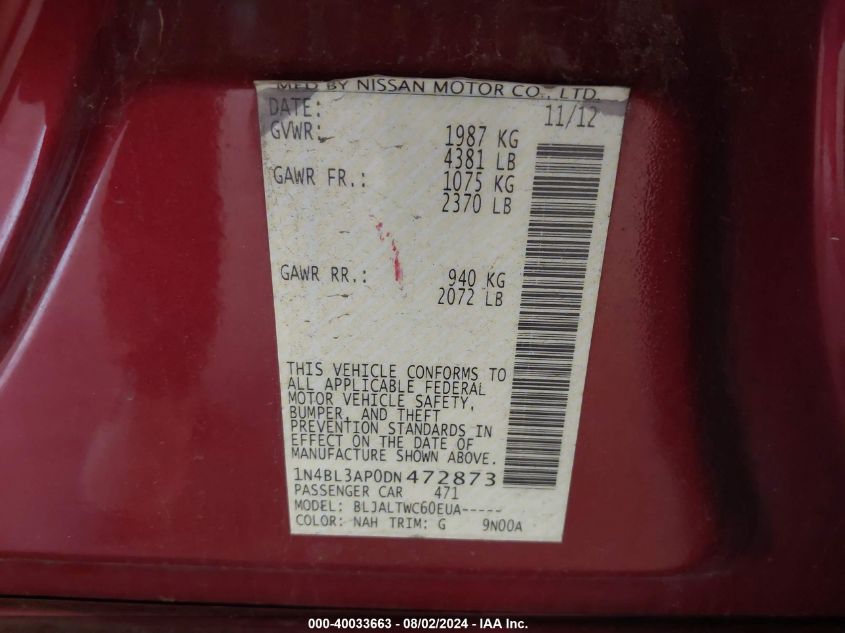 MFD BY NISSAN MOTOR CO., LTD.
DATE: 11/12
GVWR: 1987 KG
4381 LB
GAWR FR.: 1075 KG
2370 LB
GAWR RR.: 940 KG
2072 LB
THIS VEHICLE CONFORMS TO
ALL APPLICABLE FEDERAL
MOTOR VEHICLE SAFETY,
BUMPER, AND THEFT
PREVENTION STANDARDS IN
EFFECT ON THE DATE OF
MANUFACTURE SHOWN ABOVE.
1N4BL3AP0DN472873
PASSENGER CAR 471
MODEL: BLJALTWC60EUA-----
COLOR: NAH TRIM: G 9N00A
000-40033663 - 08/02/2024 - IAA Inc.